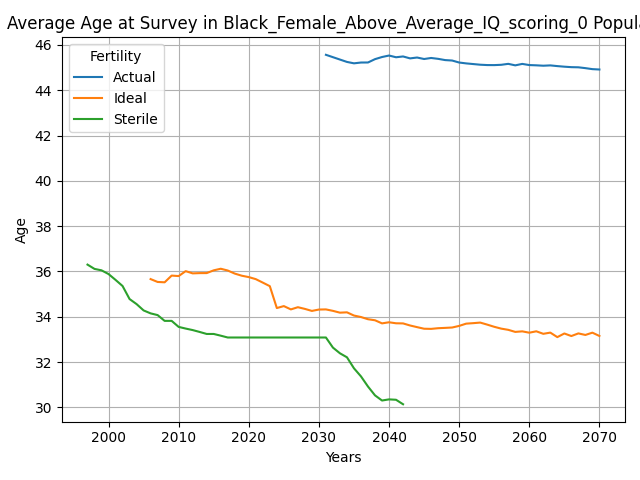 Average Age at Survey in Black_Female_Above_Average_IQ_scoring_0
46
44
42
40
38
36
34
32
30
Age
Fertility
Actual
Ideal
Sterile
2000 2010 2020 2030 2040 2050 2060 2070
Years